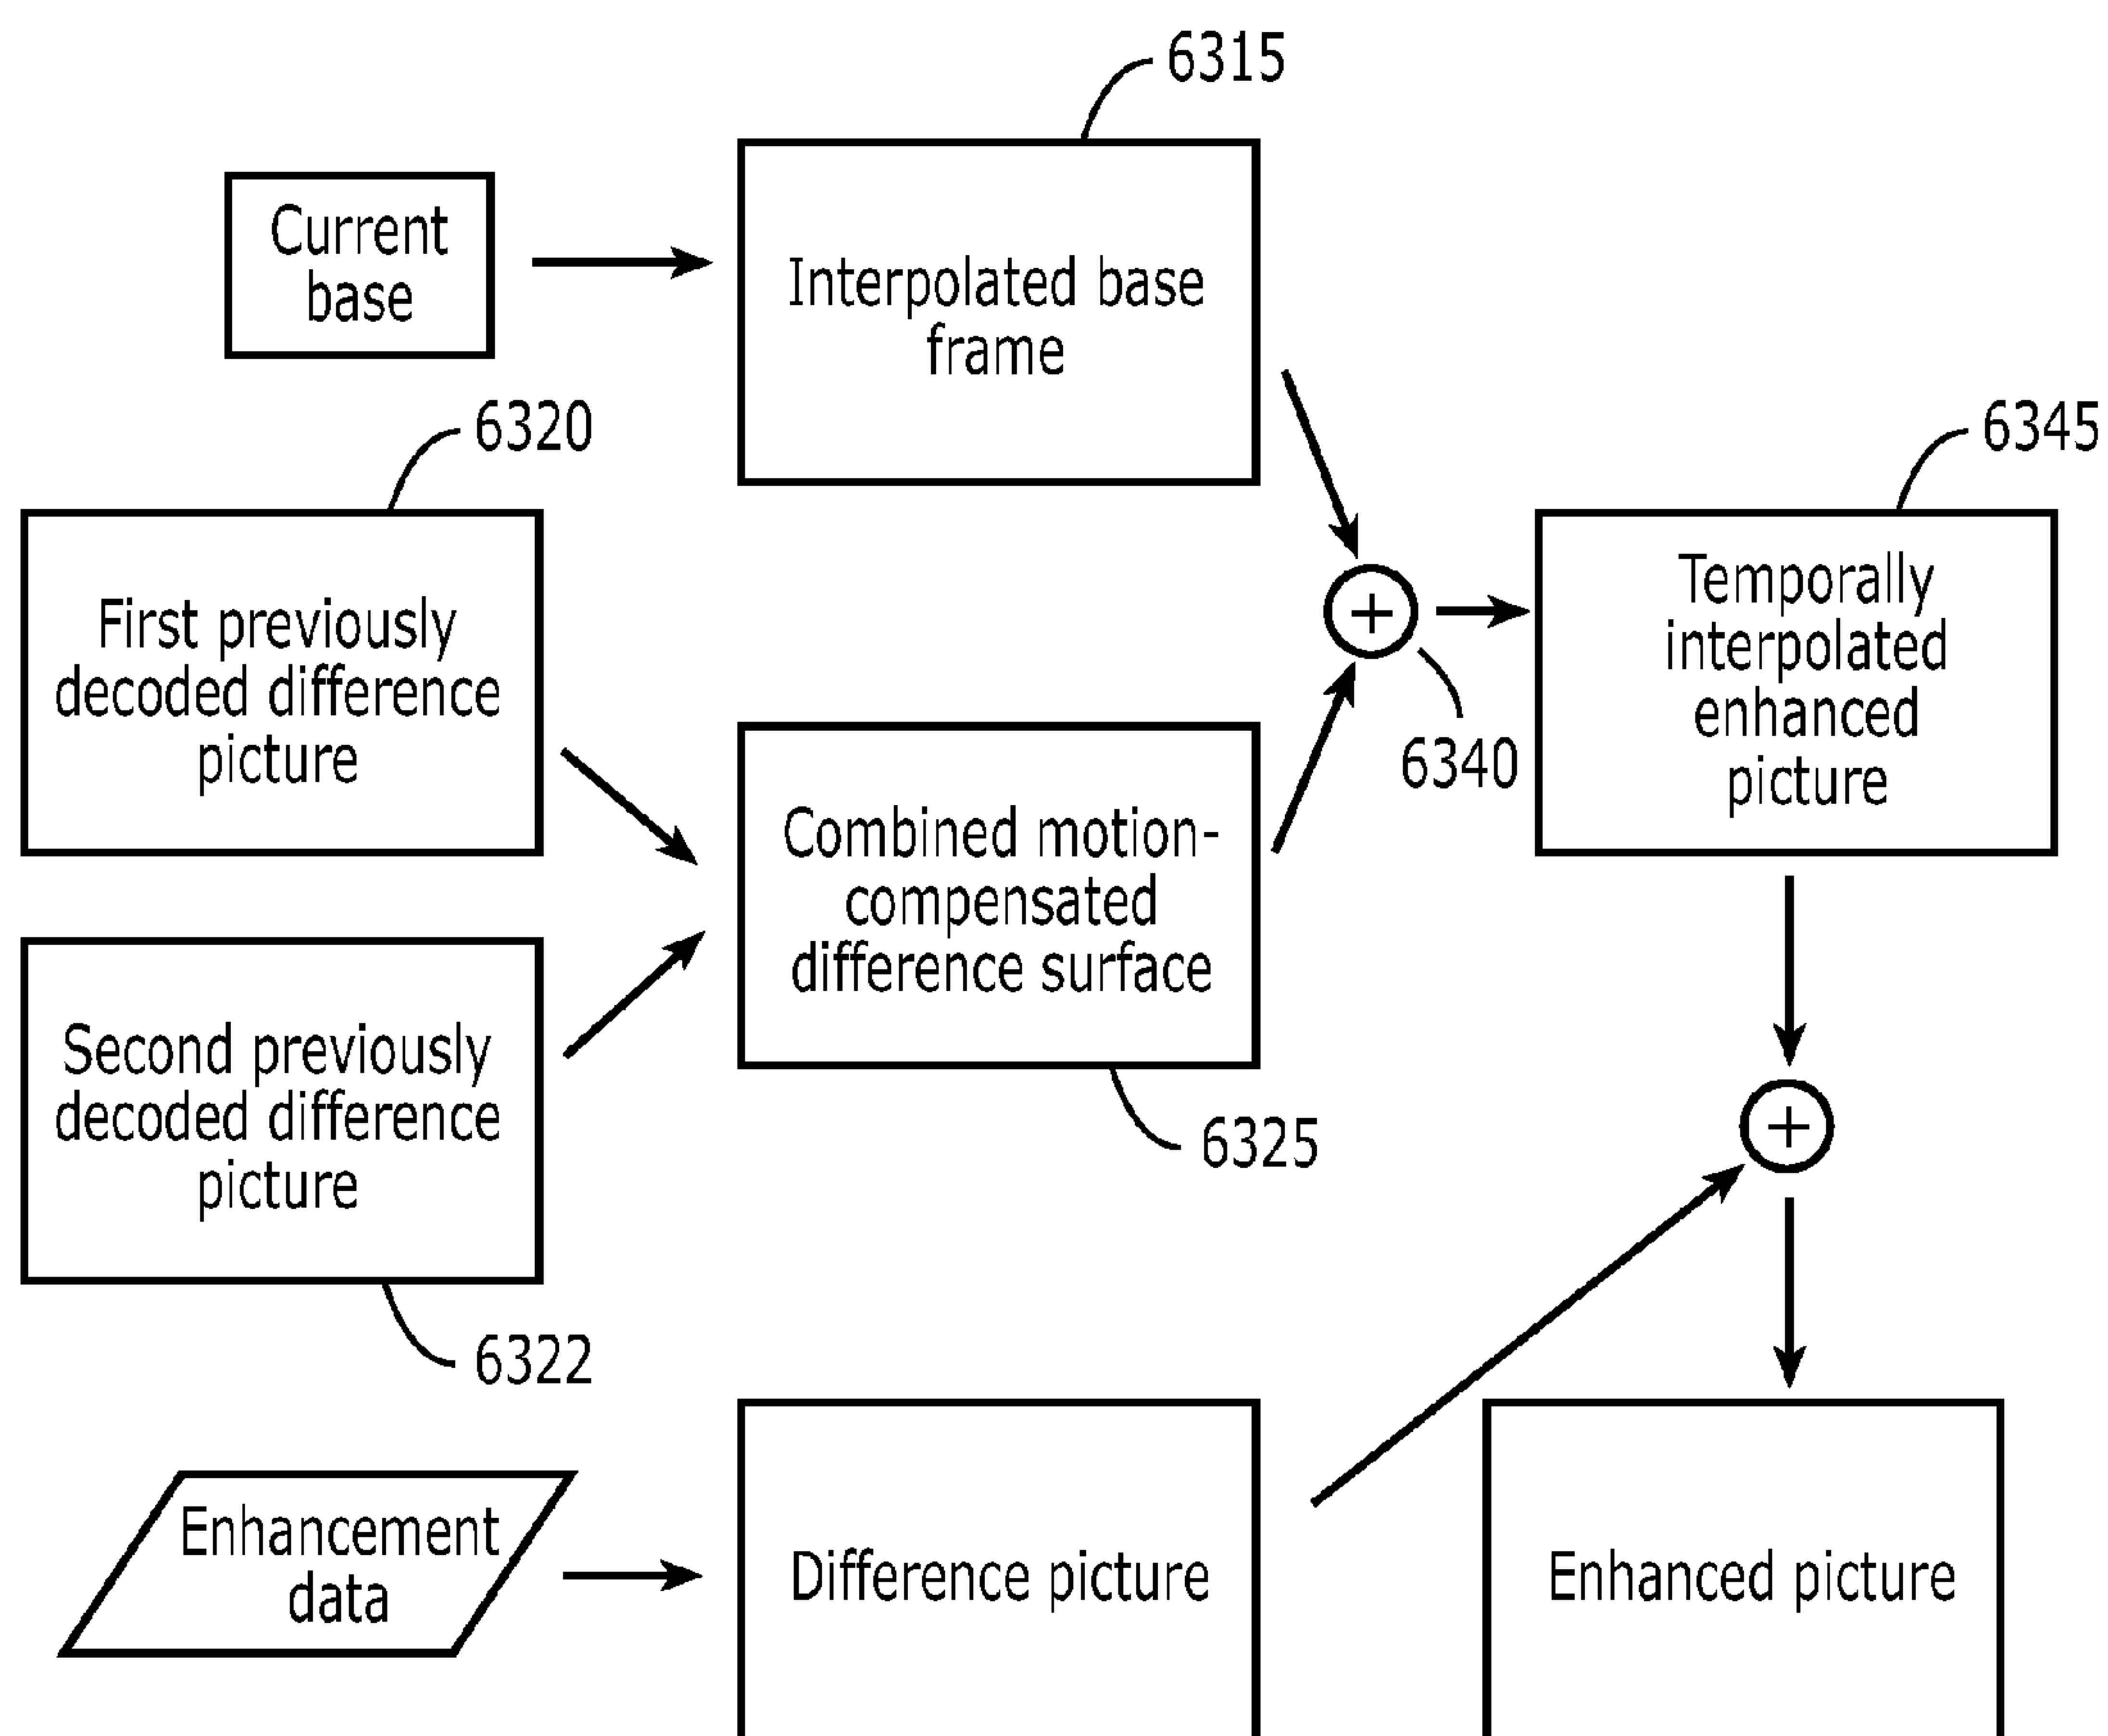 6315
Current
base
Interpolated base
frame
6320
6345
First previously
decoded difference
picture
+
Temporally
interpolated
enhanced
picture
6340
Combined motion-
compensated
difference surface
Second previously
decoded difference
picture
+
6325
6322
Enhancement
data
Difference picture
Enhanced picture